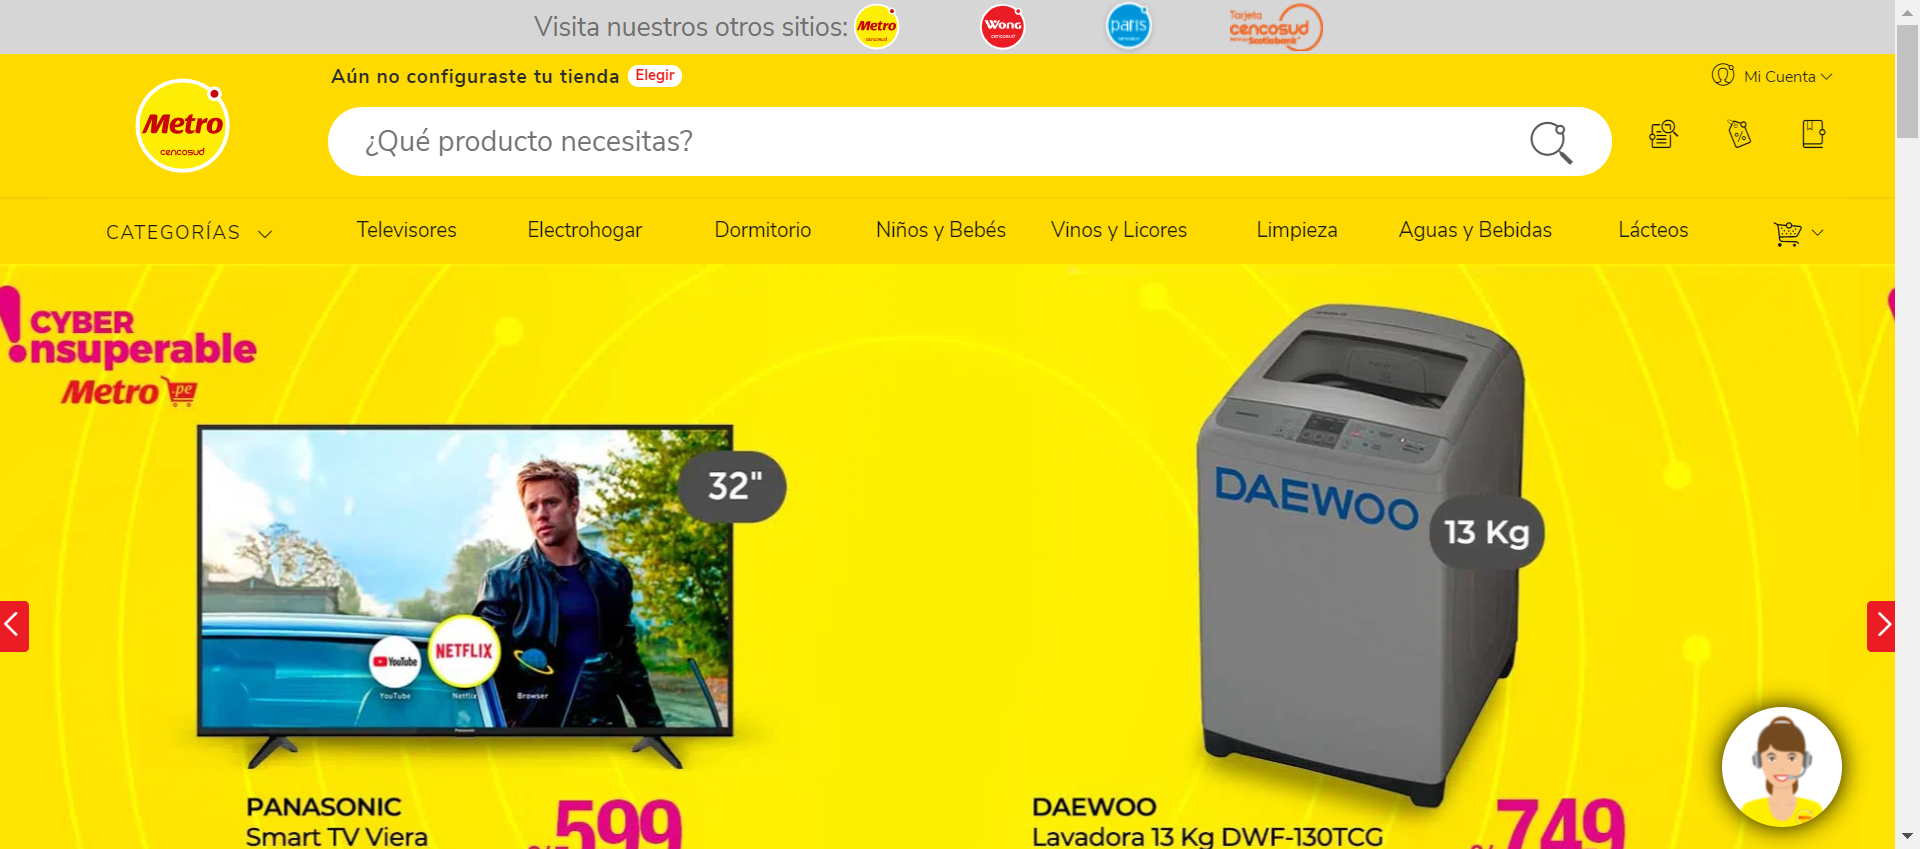 Visita nuestros otros sitios:
Metro
cencosud
Wong
cencosud
paris
cencosud
Tarjeta
cencosud
Scotiabank
Aún no configuraste tu tienda
Elegir
Mi Cuenta
Metro
cencosud
¿Qué producto necesitas?
%
CATEGORÍAS
Televisores
Electrohogar
Dormitorio
Niños y Bebés
Vinos y Licores
Limpieza
Aguas y Bebidas
Lácteos
CYBER
!nsuperable
Metro .pe
32"
YouTube
NETFLIX
YouTube
Netflix
Browser
Panasonic
DAEWOO
13 Kg
PANASONIC
Smart TV Viera
599
DAEWOO
Lavadora 13 Kg DWF-130TCG
749